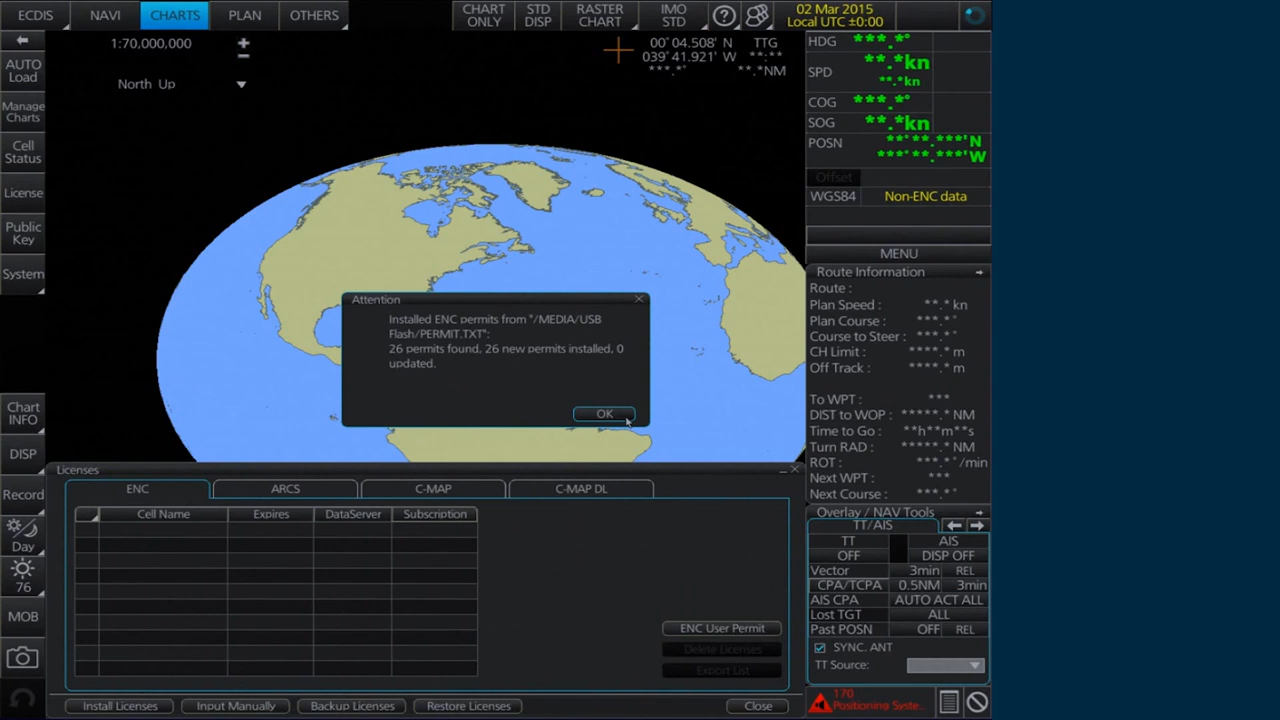 ECDIS NAVI CHARTS PLAN OTHERS CHART ONLY STD DISP RASTER CHART IMO STD 02 Mar 2015
Local UTC ±0:00
1:70,000,000 +
North Up
00° 04.508' N TTG
039° 41.921' W **:**
***.*° **.*NM
AUTO Load
Manage Charts
Cell Status
License
Public Key
System
Chart INFO
DISP
Record
Day
76
MOB
HDG ***.*°
SPD **.*kn
**.*kn
COG ***.*°
SOG **.*kn
POSN **°**.***'N
***°**.***'W
Offset
WGS84 Non-ENC data
MENU
Route Information
Route :
Plan Speed : **.* kn
Plan Course : ***.*°
Course to Steer : ***.*°
CH Limit : ****.* m
Off Track : ****.* m
To WPT : ***
DIST to WOP : *****.* NM
Time to Go : **h**m**s
Turn RAD : *****.* NM
ROT : ***.*°/min
Next WPT : ***
Next Course : ***.*°
Overlay / NAV Tools
TT/AIS
TT AIS
OFF DISP OFF
Vector 3min REL
CPA/TCPA 0.5NM 3min
AIS CPA AUTO ACT ALL
Lost TGT ALL
Past POSN OFF REL
SYNC. ANT
TT Source:
170
Positioning Syste..
Attention
Installed ENC permits from "/MEDIA/USB
Flash/PERMIT.TXT":
26 permits found, 26 new permits installed, 0
updated.
OK
Licenses
ENC ARCS C-MAP C-MAP DL
Cell Name Expires DataServer Subscription
ENC User Permit
Delete Licenses
Export List
Install Licenses Input Manually Backup Licenses Restore Licenses Close